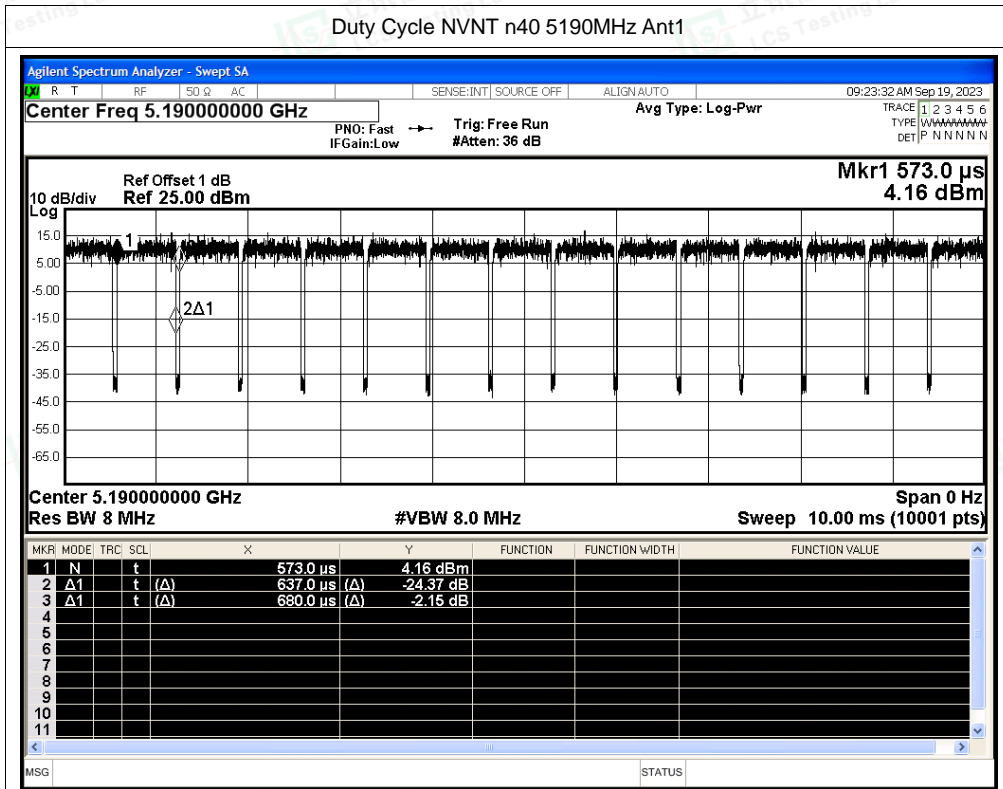 Duty Cycle NVNT n40 5190MHz Ant1
Agilent Spectrum Analyzer - Swept SA
LXI R T RF 50 Ω AC SENSE:INT SOURCE OFF ALIGN AUTO 09:23:32 AM Sep 19, 2023
Center Freq 5.190000000 GHz Avg Type: Log-Pwr TRACE 1 2 3 4 5 6
PNO: Fast Trig: Free Run TYPE
IFGain:Low #Atten: 36 dB DET P N N N N N
Mkr1 573.0 µs
Ref Offset 1 dB
10 dB/div Ref 25.00 dBm 4.16 dBm
Log
15.0
1
5.00
-5.00
2Δ1
-15.0
-25.0
-35.0
-45.0
-55.0
-65.0
Center 5.190000000 GHz Span 0 Hz
Res BW 8 MHz #VBW 8.0 MHz Sweep 10.00 ms (10001 pts)
MKR MODE TRC SCL X Y FUNCTION FUNCTION WIDTH FUNCTION VALUE
1 N t 573.0 µs 4.16 dBm
2 Δ1 t (Δ) 637.0 µs (Δ) -24.37 dB
3 Δ1 t (Δ) 680.0 µs (Δ) -2.15 dB
4
5
6
7
8
9
10
11
MSG STATUS